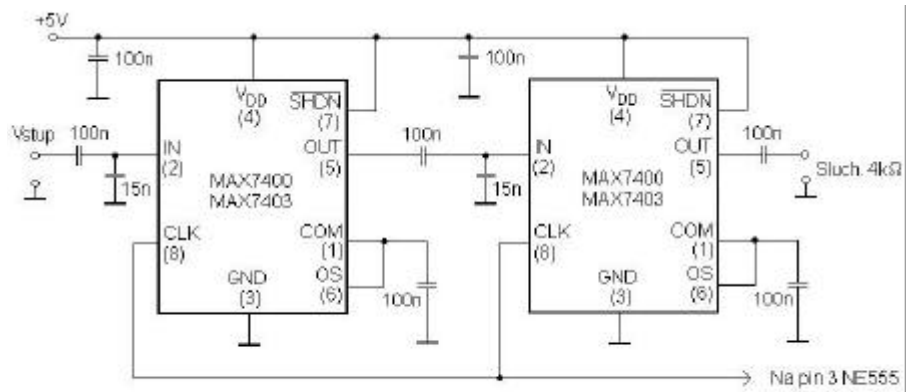 +5V
100n
100n
V_DD
(4)
SHDN
(7)
V_DD
(4)
SHDN
(7)
Vstup
100n
IN
(2)
OUT
(5)
100n
IN
(2)
OUT
(5)
100n
Sluch. 4kΩ
15n
MAX7400
MAX7403
15n
MAX7400
MAX7403
CLK
(8)
COM
(1)
CLK
(8)
COM
(1)
GND
(3)
OS
(6)
100n
GND
(3)
OS
(6)
100n
Na pin 3 NE555